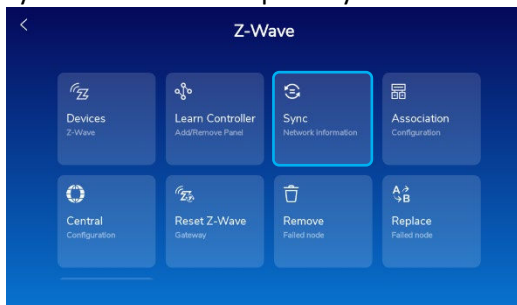 Z-Wave
Devices
Z-Wave
Learn Controller
Add/Remove Panel
Sync
Network Information
Association
Configuration
Central
Configuration
Reset Z-Wave
Gateway
Remove
Failed node
Replace
Failed node